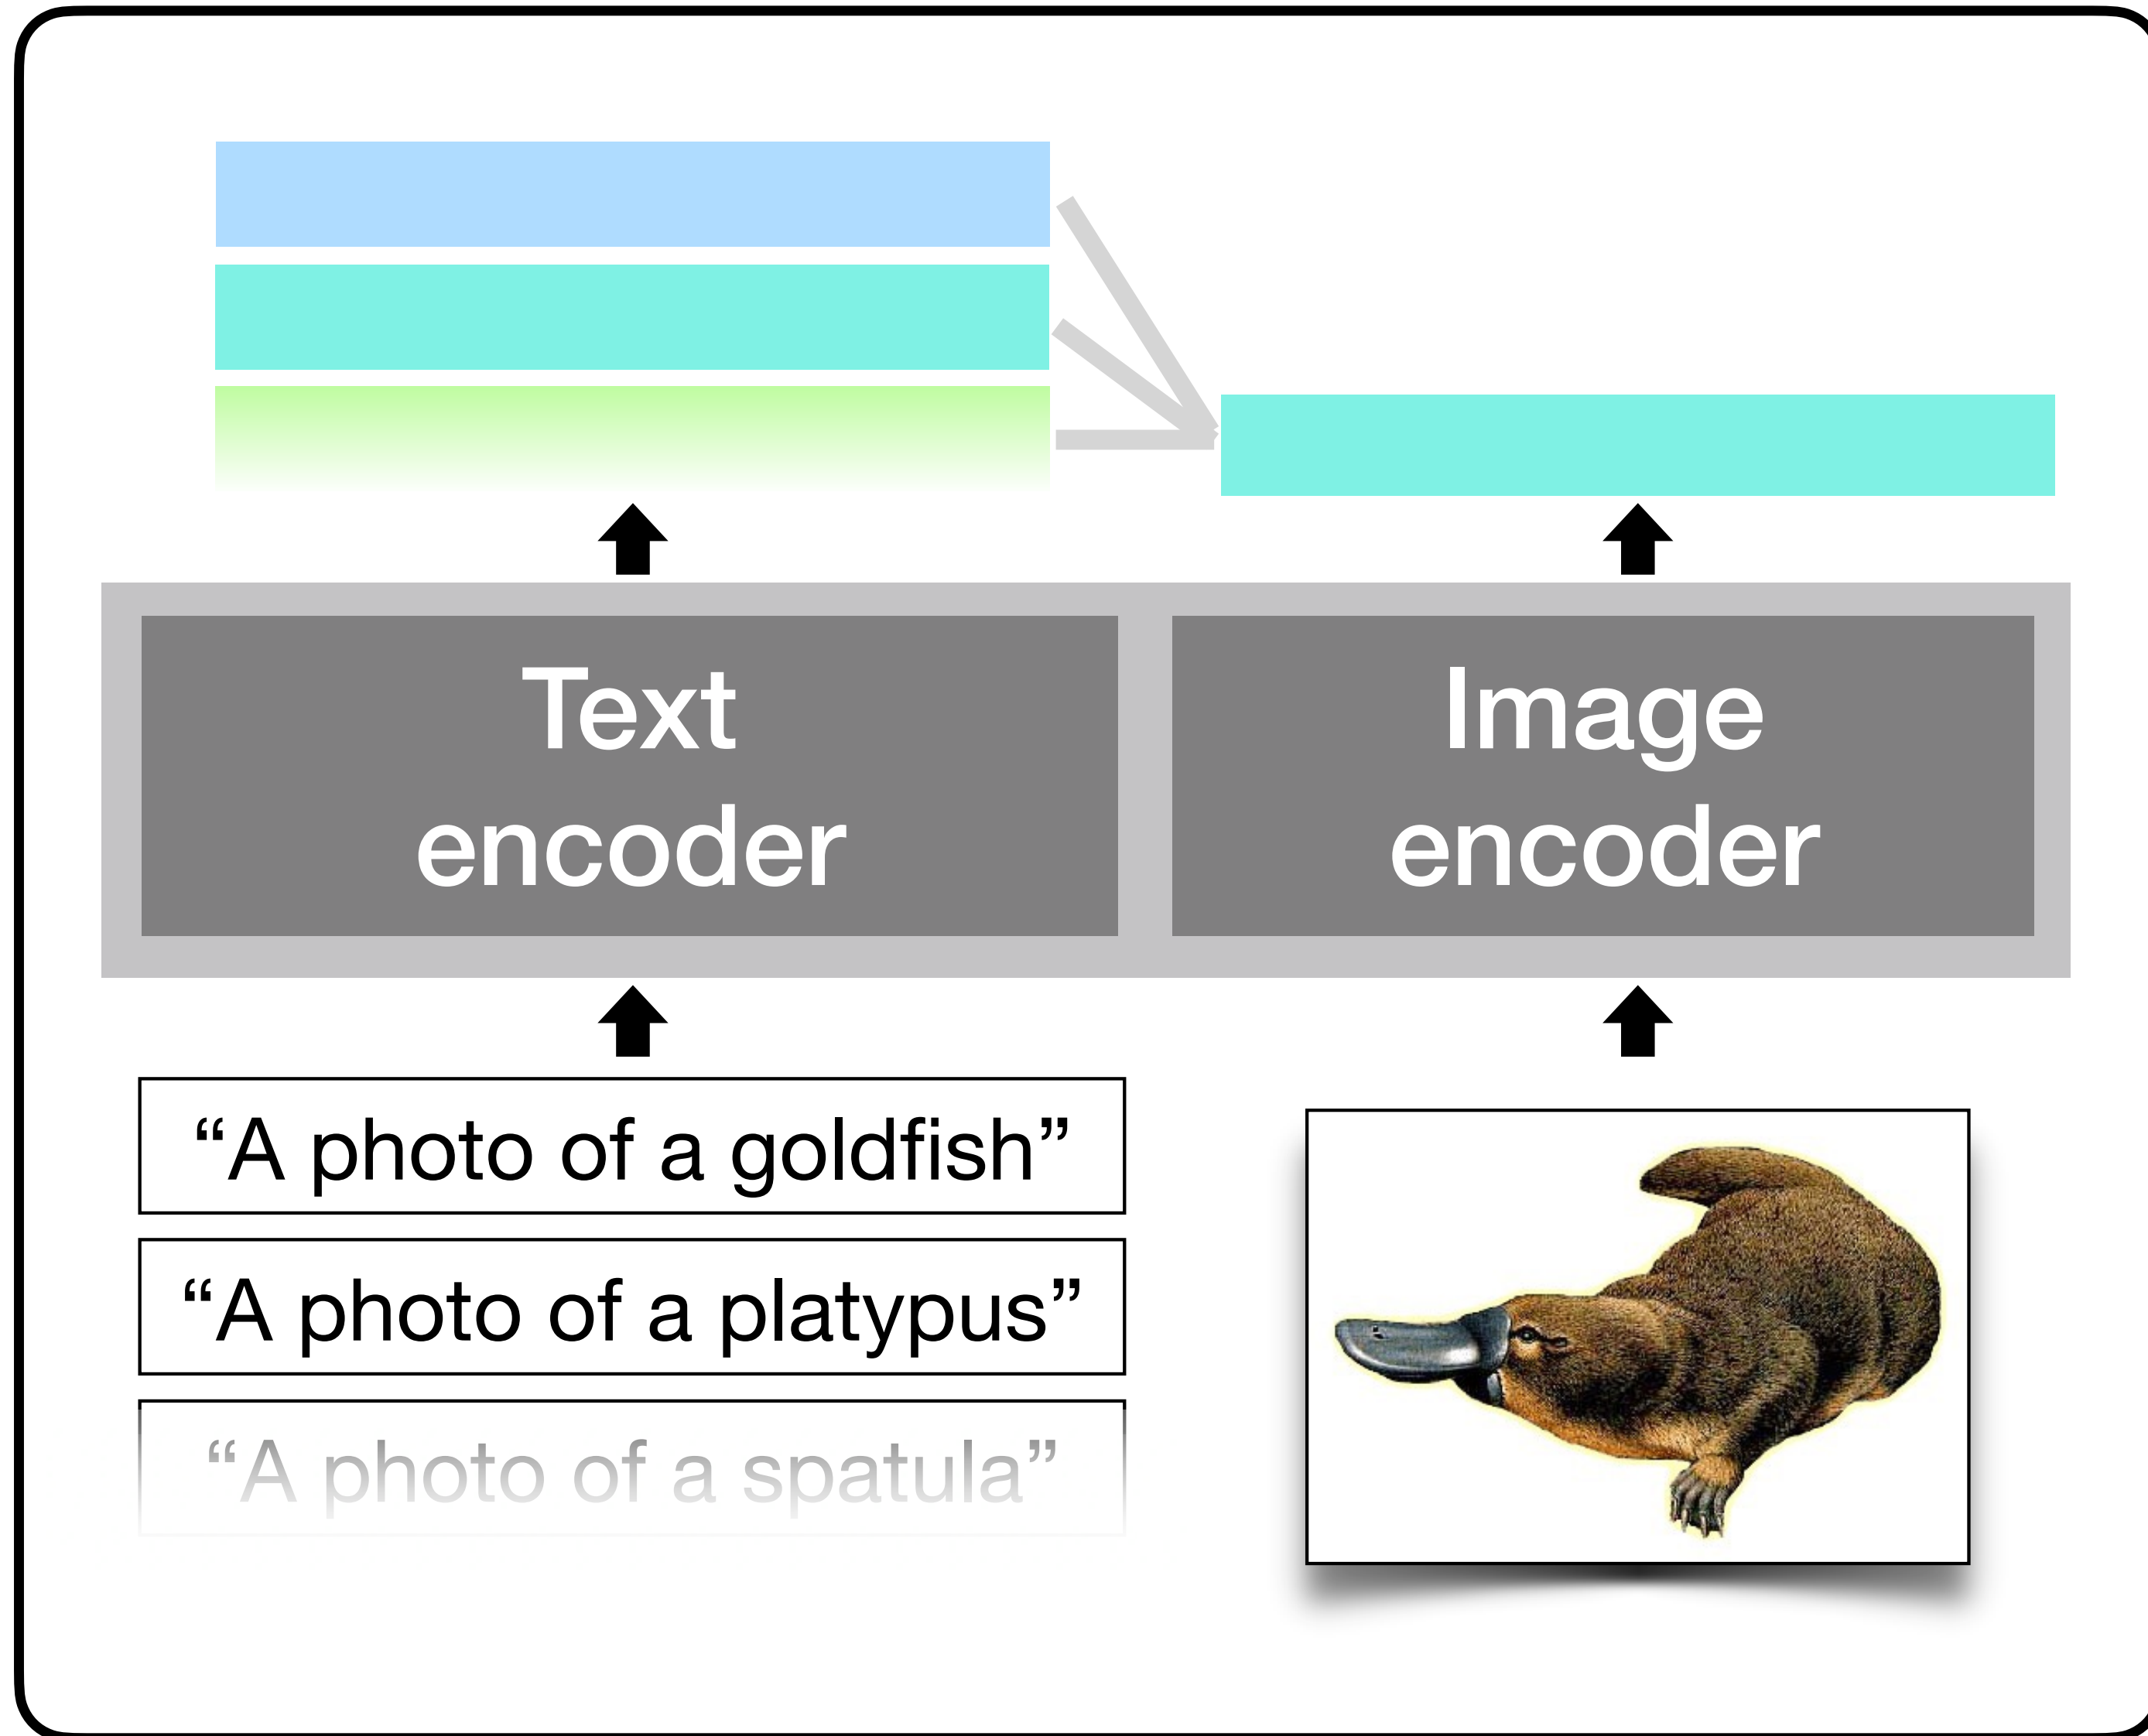 Text
encoder
Image
encoder
“A photo of a goldfish”
“A photo of a platypus”
“A photo of a spatula”